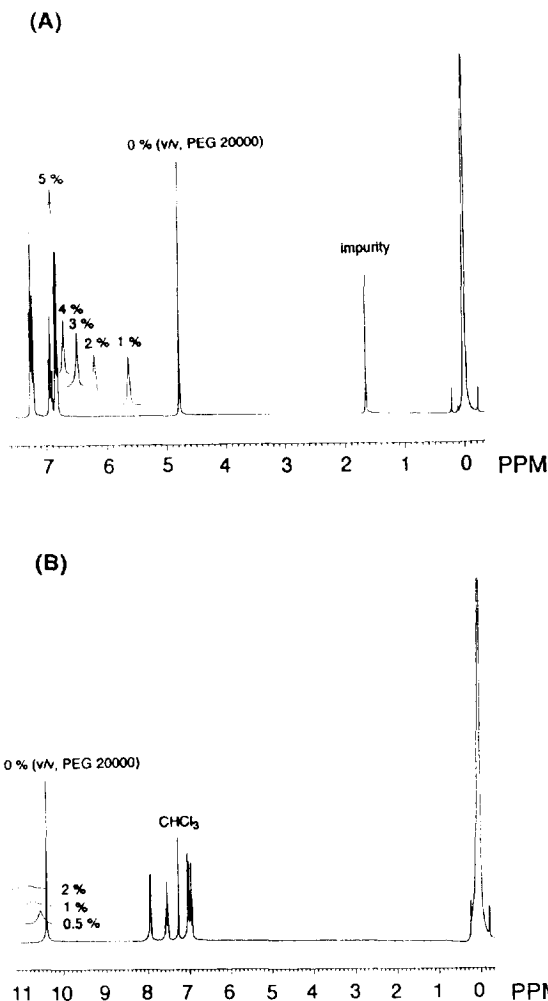 (A)
0 % (v/v, PEG 20000)
5 %
impurity
4 %
3 %
2 %
1 %
7 6 5 4 3 2 1 0 PPM
(B)
0 % (v/v, PEG 20000)
CHCl3
2 %
1 %
0.5 %
11 10 9 8 7 6 5 4 3 2 1 0 PPM